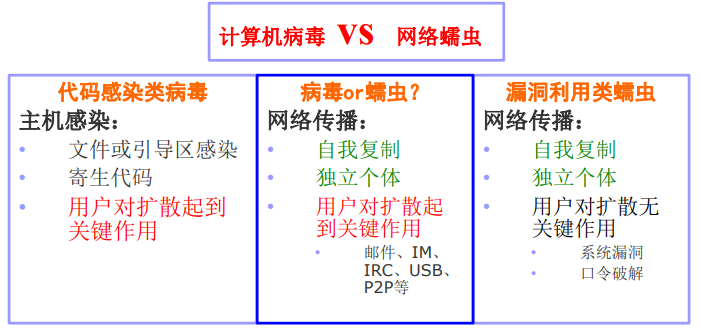 计算机病毒 VS 网络蠕虫
代码感染类病毒
主机感染：
• 文件或引导区感染
• 寄生代码
• 用户对扩散起到
关键作用
病毒or蠕虫？
网络传播：
• 自我复制
• 独立个体
• 用户对扩散起
到关键作用
• 邮件、IM、
IRC、USB、
P2P等
漏洞利用类蠕虫
网络传播：
• 自我复制
• 独立个体
• 用户对扩散无
关键作用
• 系统漏洞
• 口令破解